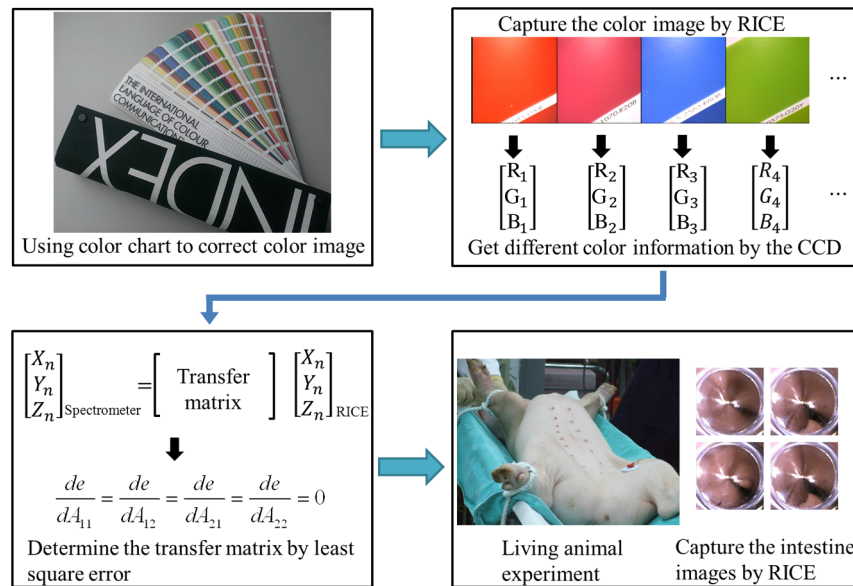 THE INTERNATIONAL
LANGUAGE OF COLOUR
COMMUNICATION
INDEX
Using color chart to correct color image
Capture the color image by RICE
1070-R20B
...
[R₁ G₁ B₁] [R₂ G₂ B₂] [R₃ G₃ B₃] [R₄ G₄ B₄] ...
Get different color information by the CCD
[Xₙ Yₙ Zₙ]Spectrometer = [Transfer matrix] [Xₙ Yₙ Zₙ]RICE
de/dA₁₁ = de/dA₁₂ = de/dA₂₁ = de/dA₂₂ = 0
Determine the transfer matrix by least
square error
Living animal
experiment
Capture the intestine
images by RICE